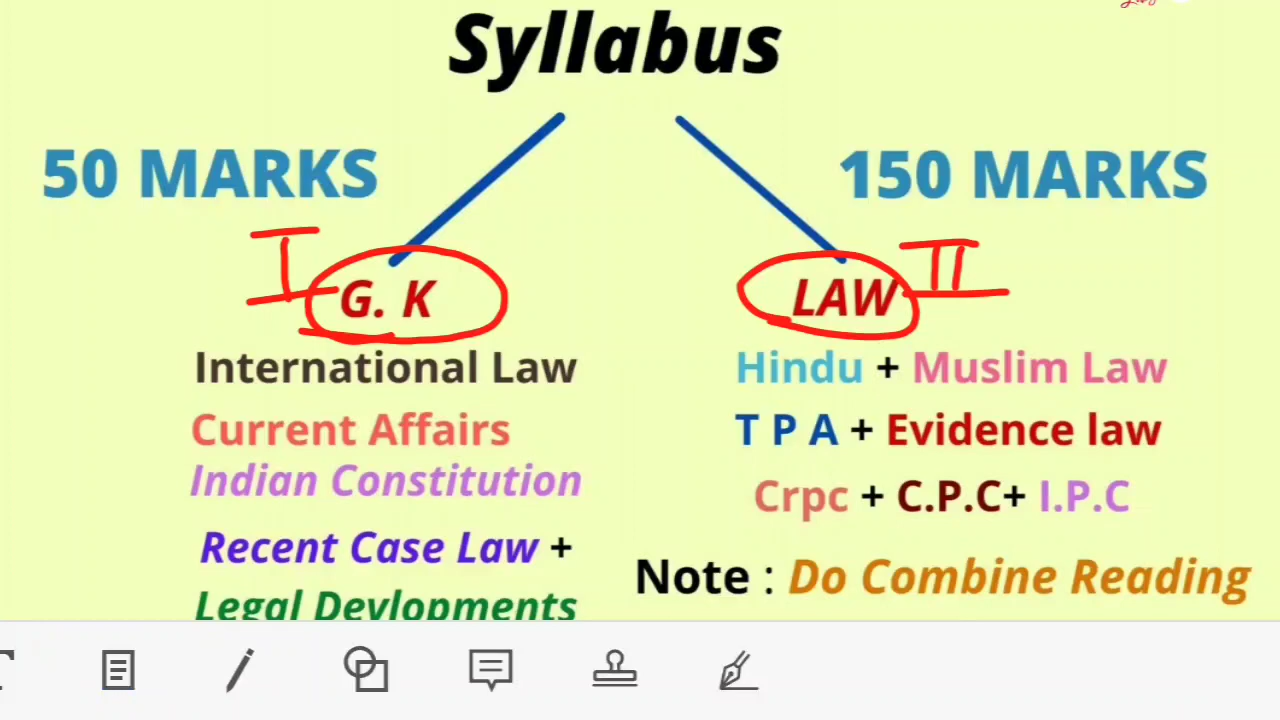 Syllabus
50 MARKS
150 MARKS
I
II
G. K
LAW
International Law
Hindu + Muslim Law
Current Affairs
T P A + Evidence law
Indian Constitution
Crpc + C.P.C+ I.P.C
Recent Case Law +
Note : Do Combine Reading
Legal Devlopments